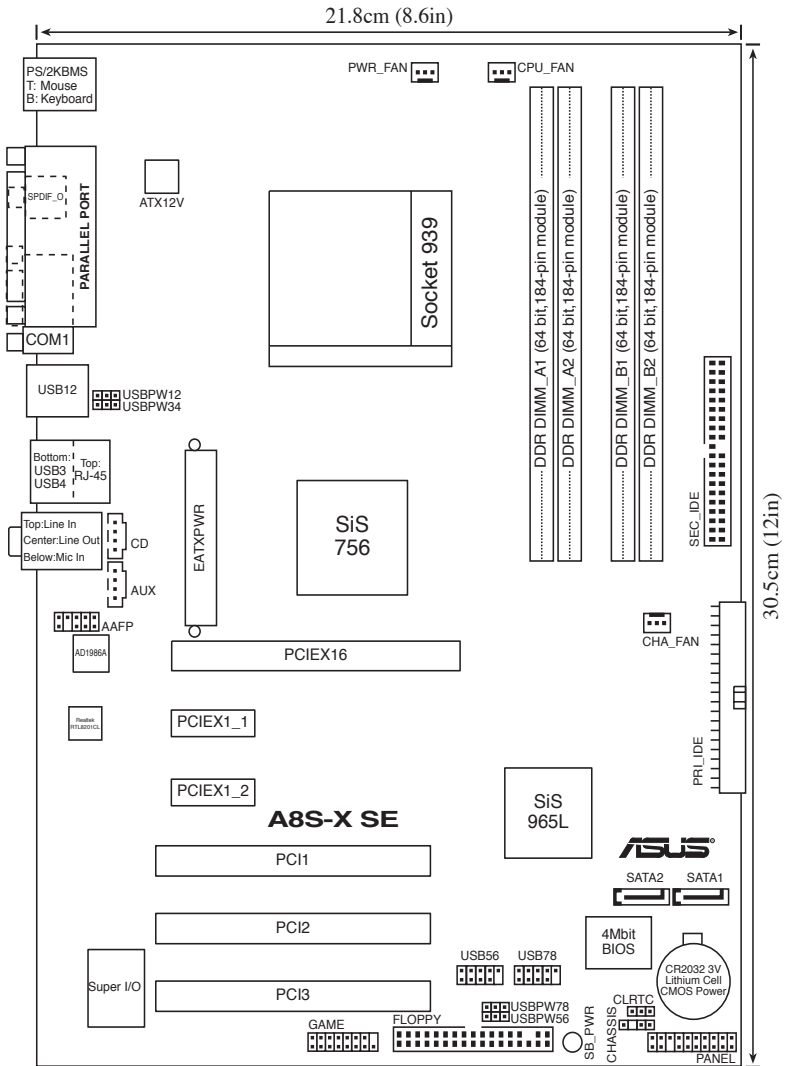 21.8cm (8.6in)
PS/2KBMS
T: Mouse
B: Keyboard
PWR_FAN
CPU_FAN
SPDIF_O
PARALLEL PORT
ATX12V
Socket 939
DDR DIMM_A1 (64 bit,184-pin module)
DDR DIMM_A2 (64 bit,184-pin module)
DDR DIMM_B1 (64 bit,184-pin module)
DDR DIMM_B2 (64 bit,184-pin module)
COM1
USB12
USBPW12
USBPW34
Bottom:
USB3
USB4
Top:
RJ-45
EATXPWR
SiS
756
SEC_IDE
30.5cm (12in)
Top:Line In
Center:Line Out
Below:Mic In
CD
AUX
AAFP
AD1986A
CHA_FAN
PCIEX16
Realtek
RTL8201CL
PCIEX1_1
PRI_IDE
PCIEX1_2
SiS
965L
A8S-X SE
ASUS
PCI1
SATA2
SATA1
PCI2
4Mbit
BIOS
CR2032 3V
Lithium Cell
CMOS Power
USB56
USB78
Super I/O
PCI3
CLRTC
USBPW78
USBPW56
GAME
FLOPPY
SB_PWR
CHASSIS
PANEL